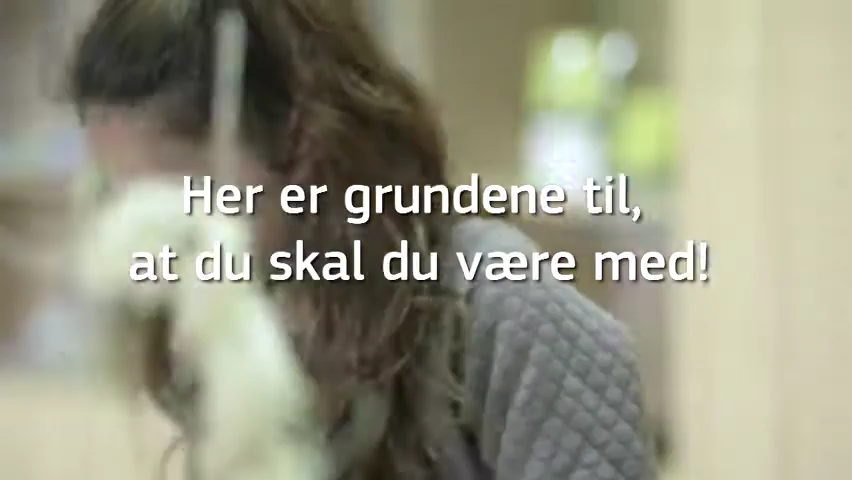 Her er grundene til,
at du skal du være med!